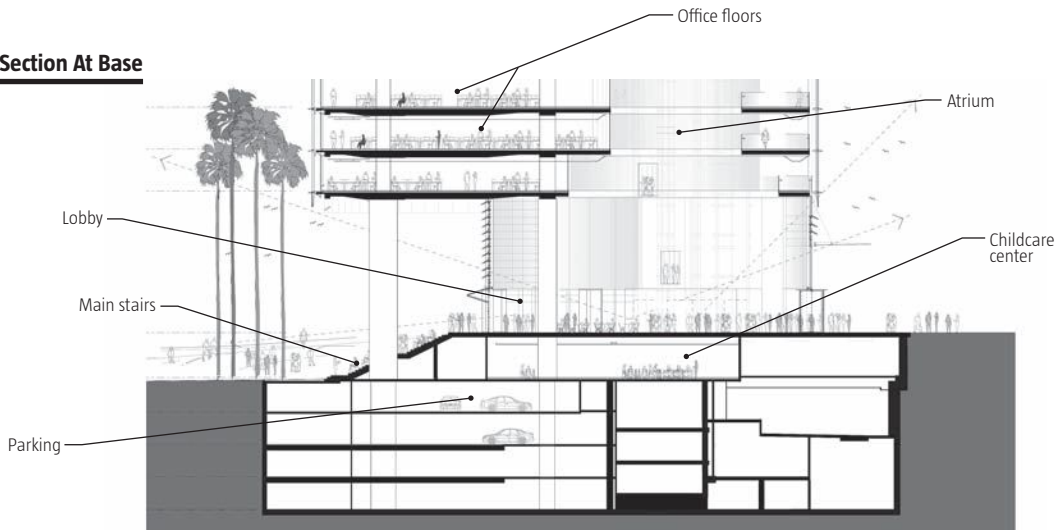 Office floors
Section At Base
Atrium
Lobby
Childcare
center
Main stairs
Parking